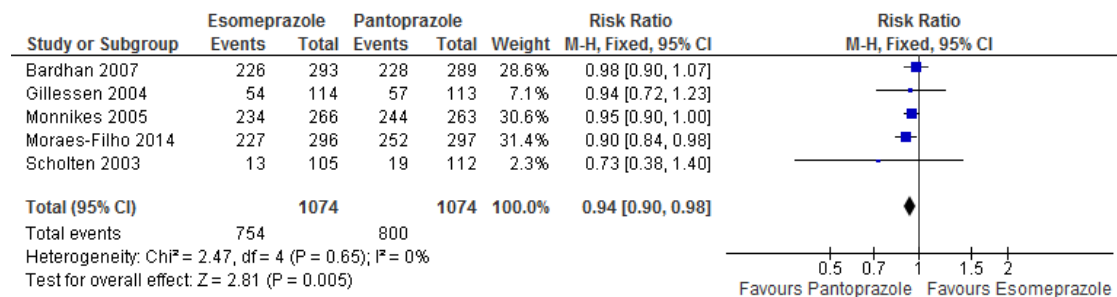 Esomeprazole Pantoprazole Risk Ratio Risk Ratio
Study or Subgroup Events Total Events Total Weight M-H, Fixed, 95% CI M-H, Fixed, 95% CI
Bardhan 2007 226 293 228 289 28.6% 0.98 [0.90, 1.07]
Gillessen 2004 54 114 57 113 7.1% 0.94 [0.72, 1.23]
Monnikes 2005 234 266 244 263 30.6% 0.95 [0.90, 1.00]
Moraes-Filho 2014 227 296 252 297 31.4% 0.90 [0.84, 0.98]
Scholten 2003 13 105 19 112 2.3% 0.73 [0.38, 1.40]
Total (95% CI) 1074 1074 100.0% 0.94 [0.90, 0.98]
Total events 754 800
Heterogeneity: Chi² = 2.47, df = 4 (P = 0.65); I² = 0%
Test for overall effect: Z = 2.81 (P = 0.005)
0.5 0.7 1 1.5 2
Favours Pantoprazole Favours Esomeprazole